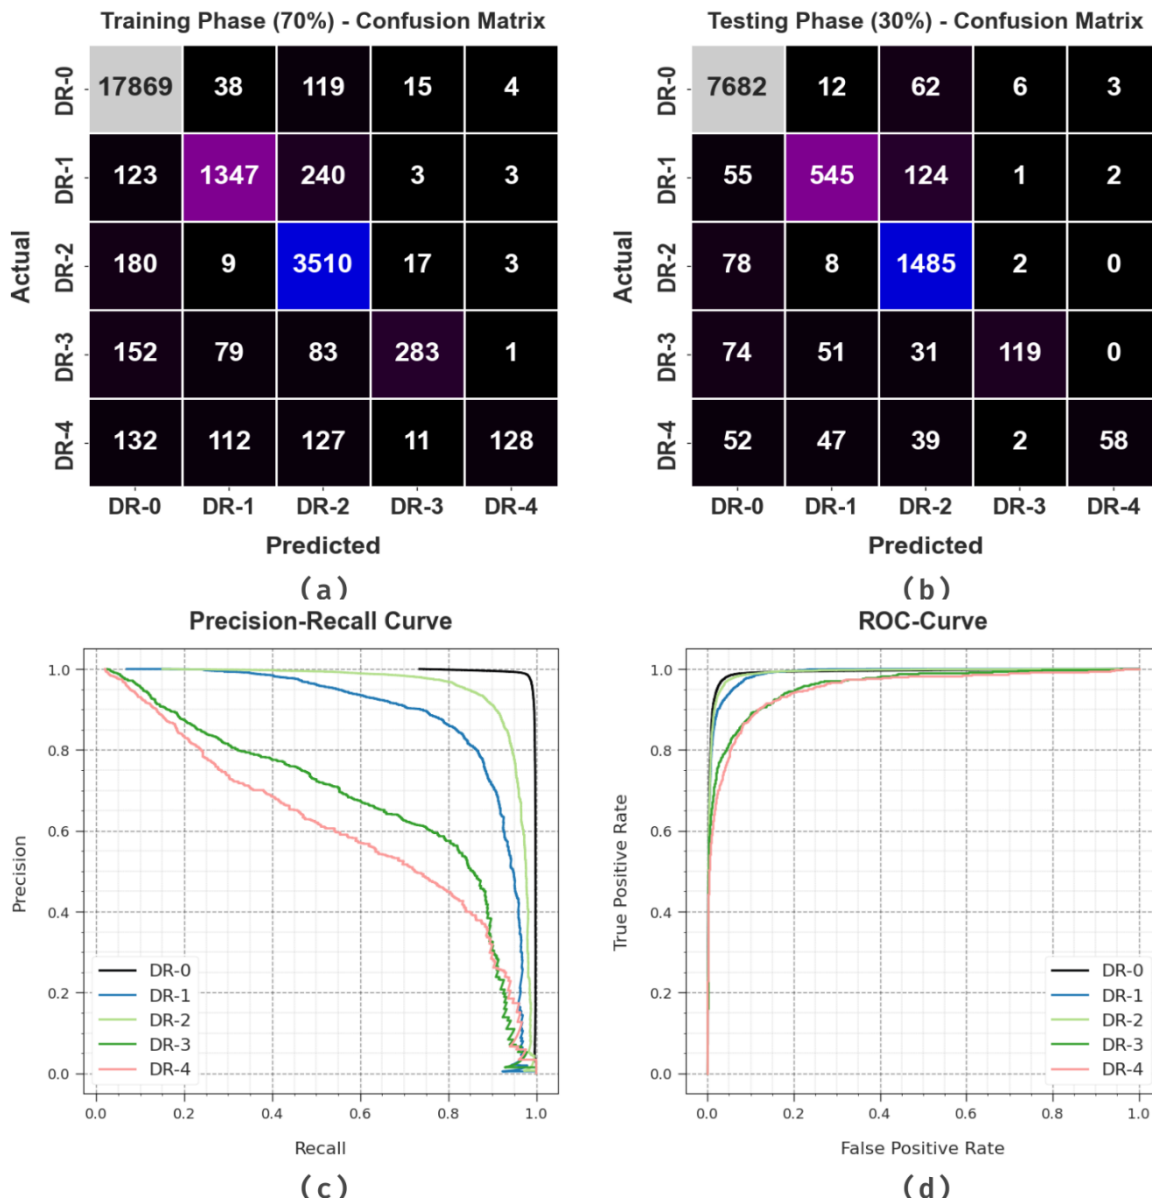 Training Phase (70%) - Confusion Matrix
Actual
DR-0 17869 38 119 15 4
DR-1 123 1347 240 3 3
DR-2 180 9 3510 17 3
DR-3 152 79 83 283 1
DR-4 132 112 127 11 128
DR-0 DR-1 DR-2 DR-3 DR-4
Predicted
(a)
Testing Phase (30%) - Confusion Matrix
Actual
DR-0 7682 12 62 6 3
DR-1 55 545 124 1 2
DR-2 78 8 1485 2 0
DR-3 74 51 31 119 0
DR-4 52 47 39 2 58
DR-0 DR-1 DR-2 DR-3 DR-4
Predicted
(b)
Precision-Recall Curve
Precision
1.0
0.8
0.6
0.4
0.2
0.0
DR-0
DR-1
DR-2
DR-3
DR-4
0.0 0.2 0.4 0.6 0.8 1.0
Recall
(c)
ROC-Curve
True Positive Rate
1.0
0.8
0.6
0.4
0.2
0.0
DR-0
DR-1
DR-2
DR-3
DR-4
0.0 0.2 0.4 0.6 0.8 1.0
False Positive Rate
(d)